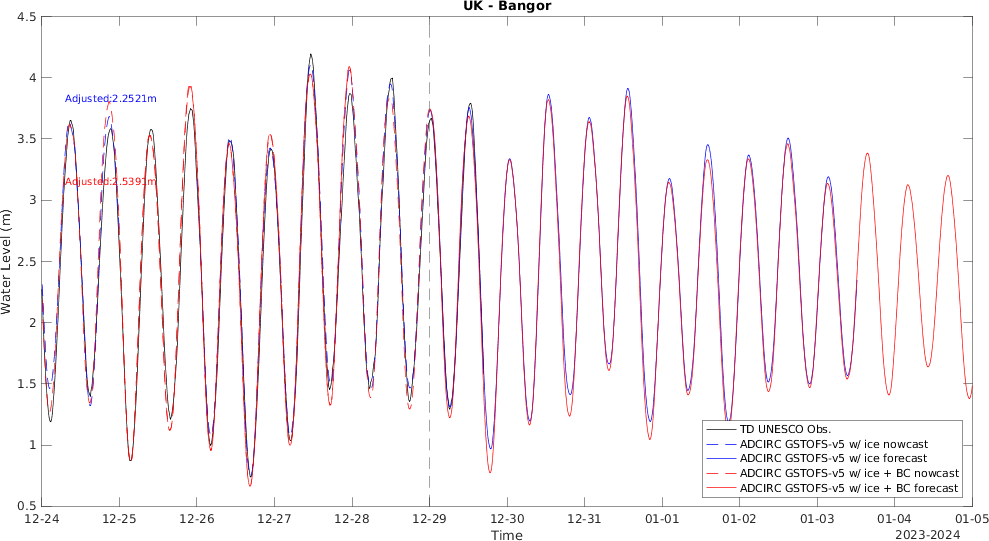 UK - Bangor
4.5
4
3.5
3
2.5
2
1.5
1
0.5
Water Level (m)
Adjusted:2.2521m
Adjusted:2.5391m
TD UNESCO Obs.
ADCIRC GSTOFS-v5 w/ ice nowcast
ADCIRC GSTOFS-v5 w/ ice forecast
ADCIRC GSTOFS-v5 w/ ice + BC nowcast
ADCIRC GSTOFS-v5 w/ ice + BC forecast
12-24 12-25 12-26 12-27 12-28 12-29 12-30 12-31 01-01 01-02 01-03 01-04 01-05
Time
2023-2024